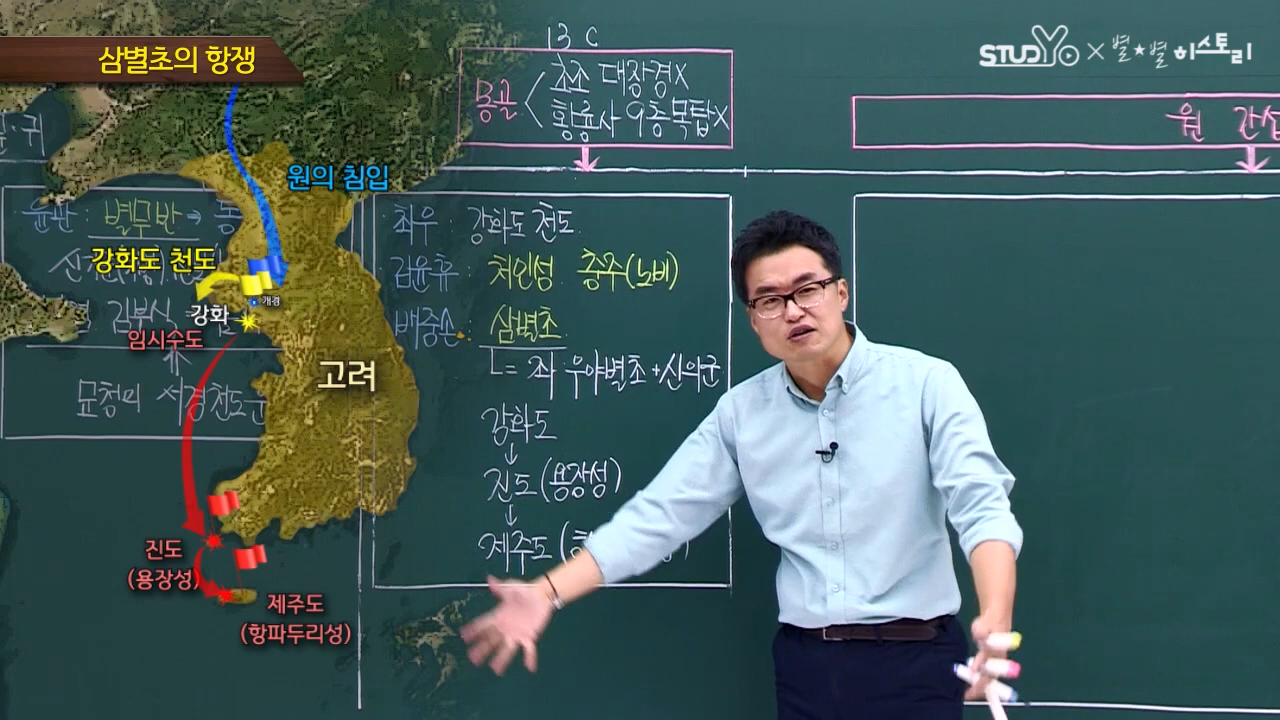 삼별초의 항쟁
STUDYo × 별★별 히스토리
13 C
몽골
초조 대장경X
황룡사 9층목탑X
원 간섭
귀
윤관 : 별무반 → 동
원의 침입
강화도 천도
개경
강화
임시수도
고려
김부식
묘청의 서경천도
진도
(용장성)
제주도
(항파두리성)
최우 : 강화도 천도
김윤후 : 처인성 충주(노비)
배중손 : 삼별초
좌 우야별초+신의군
강화도
↓
진도 (용장성)
↓
제주도 (